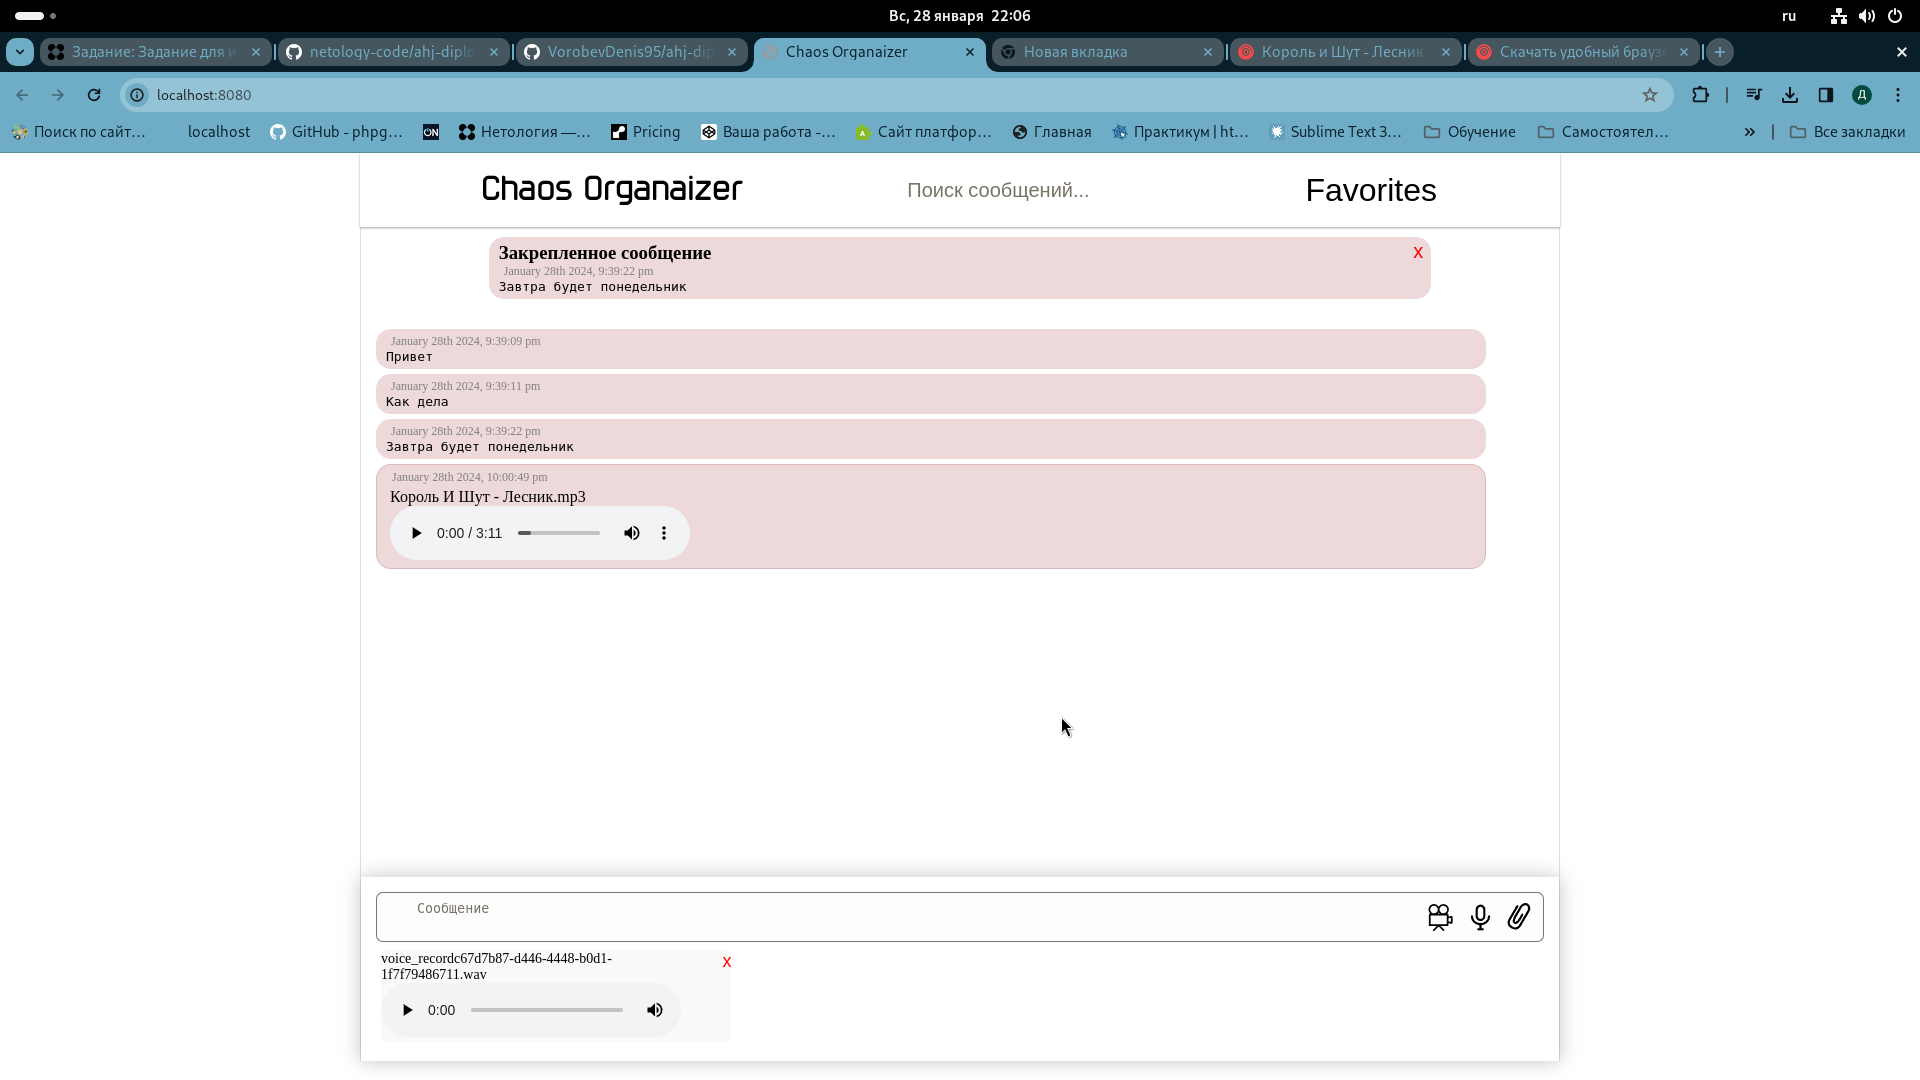 Вс, 28 января 22:06
ru
Задание: Задание для и
netology-code/ahj-diplo
VorobevDenis95/ahj-dip
Chaos Organaizer
Новая вкладка
Король и Шут - Лесник
Скачать удобный брауз
localhost:8080
Д
Поиск по сайт...
localhost
GitHub - phpg...
ON
Нетология —...
Pricing
Ваша работа -...
Сайт платфор...
Главная
Практикум | ht...
Sublime Text 3...
Обучение
Самостоятел...
Все закладки
Chaos Organaizer
Поиск сообщений...
Favorites
Закрепленное сообщение
X
January 28th 2024, 9:39:22 pm
Завтра будет понедельник
January 28th 2024, 9:39:09 pm
Привет
January 28th 2024, 9:39:11 pm
Как дела
January 28th 2024, 9:39:22 pm
Завтра будет понедельник
January 28th 2024, 10:00:49 pm
Король И Шут - Лесник.mp3
0:00 / 3:11
Сообщение
voice_recordc67d7b87-d446-4448-b0d1-
1f7f79486711.wav
X
0:00